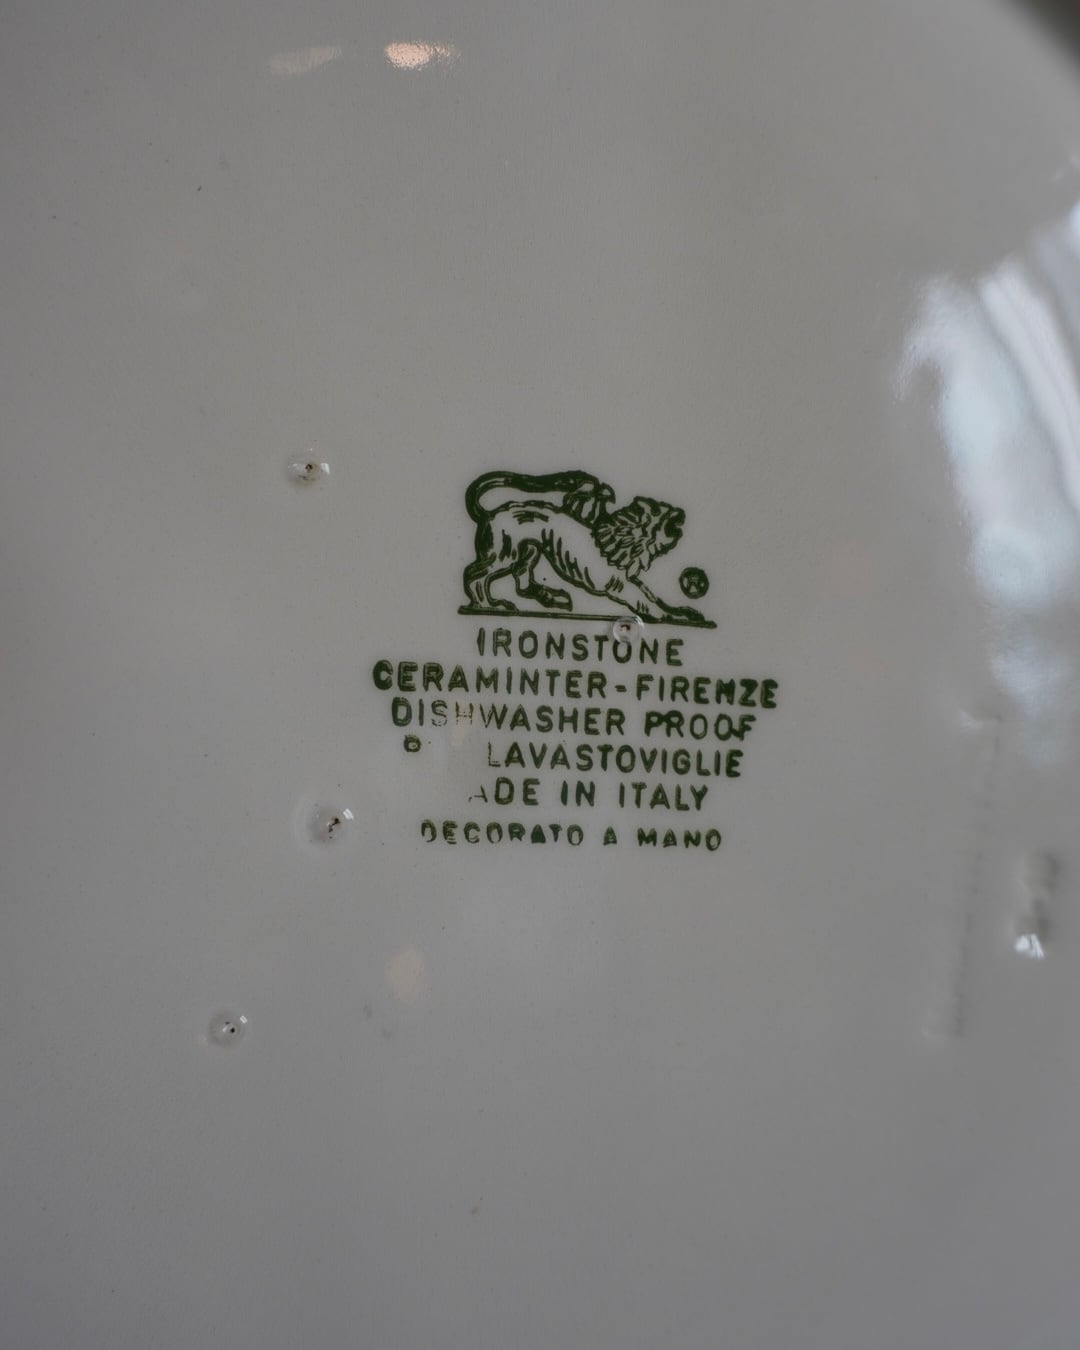 IRONSTONE
CERAMINTER-FIRENZE
DISHWASHER PROOF
LAVASTOVIGLIE
ADE IN ITALY
DECORATO A MANO